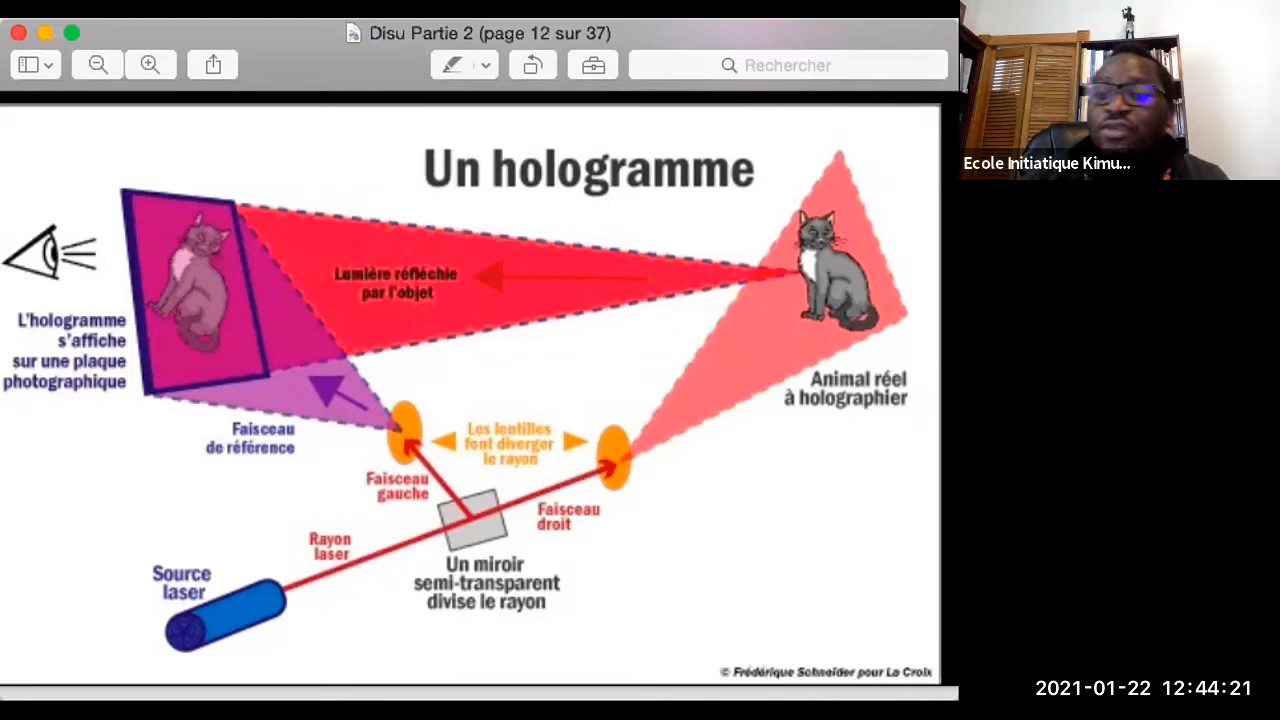 Disu Partie 2 (page 12 sur 37)
Rechercher
Ecole Initiatique Kimu...
Un hologramme
Lumière réfléchie
par l'objet
L'hologramme
s'affiche
sur une plaque
photographique
Animal réel
à holographier
Faisceau
de référence
Les lentilles
font diverger
le rayon
Faisceau
gauche
Faisceau
droit
Rayon
laser
Un miroir
semi-transparent
divise le rayon
Source
laser
© Frédérique Schneider pour La Croix
2021-01-22 12:44:21